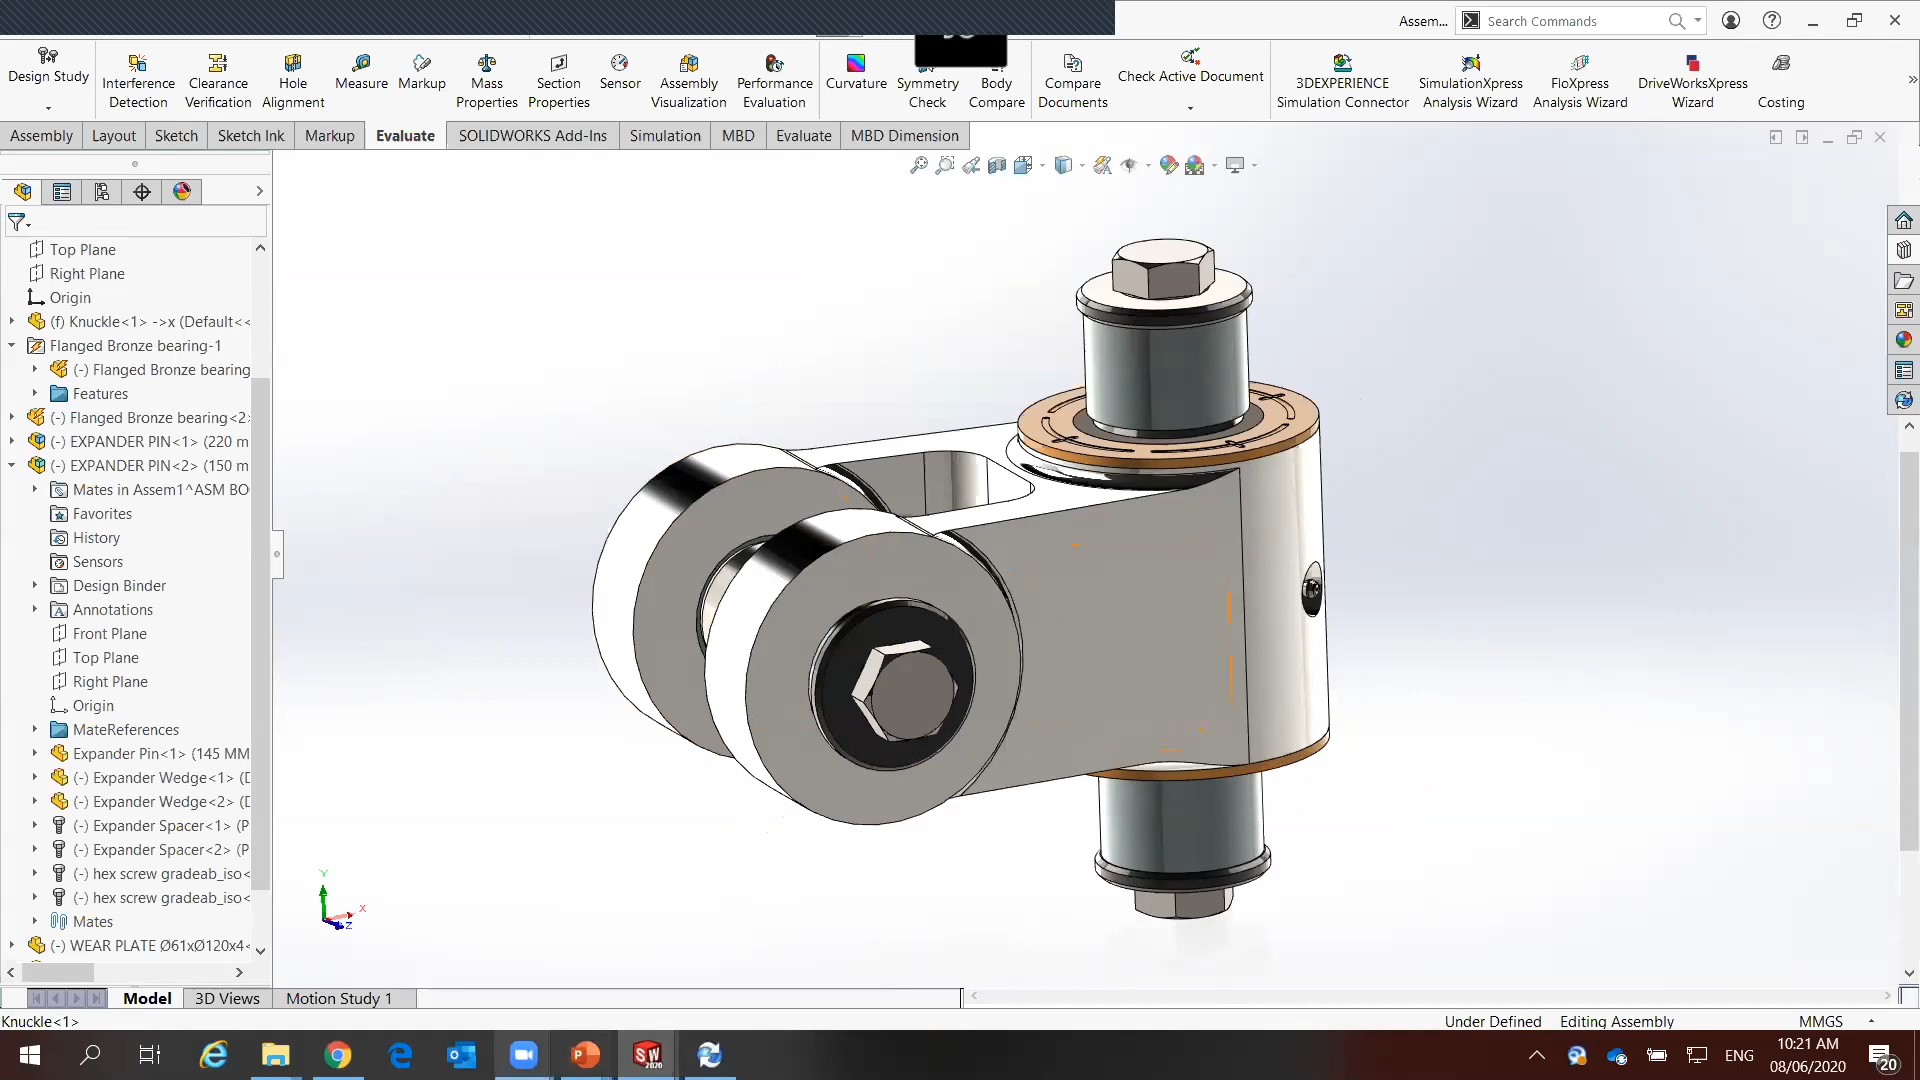 Assem...
Search Commands
Design Study
Interference Detection
Clearance Verification
Hole Alignment
Measure
Markup
Mass Properties
Section Properties
Sensor
Assembly Visualization
Performance Evaluation
Curvature
Symmetry Check
Body Compare
Compare Documents
Check Active Document
3DEXPERIENCE Simulation Connector
SimulationXpress Analysis Wizard
FloXpress Analysis Wizard
DriveWorksXpress Wizard
Costing
Assembly
Layout
Sketch
Sketch Ink
Markup
Evaluate
SOLIDWORKS Add-Ins
Simulation
MBD
Evaluate
MBD Dimension
Top Plane
Right Plane
Origin
(f) Knuckle<1> ->x (Default<<
Flanged Bronze bearing-1
(-) Flanged Bronze bearing
Features
(-) Flanged Bronze bearing<2>
(-) EXPANDER PIN<1> (220 m
(-) EXPANDER PIN<2> (150 m
Mates in Assem1^ASM BO
Favorites
History
Sensors
Design Binder
Annotations
Front Plane
Top Plane
Right Plane
Origin
MateReferences
Expander Pin<1> (145 MM
(-) Expander Wedge<1> (D
(-) Expander Wedge<2> (D
(-) Expander Spacer<1> (P
(-) Expander Spacer<2> (P
(-) hex screw gradeab_iso<
(-) hex screw gradeab_iso<
Mates
(-) WEAR PLATE Ø61xØ120x4<
Y
X
Z
Model
3D Views
Motion Study 1
Knuckle<1>
Under Defined
Editing Assembly
MMGS
ENG
10:21 AM
08/06/2020
20